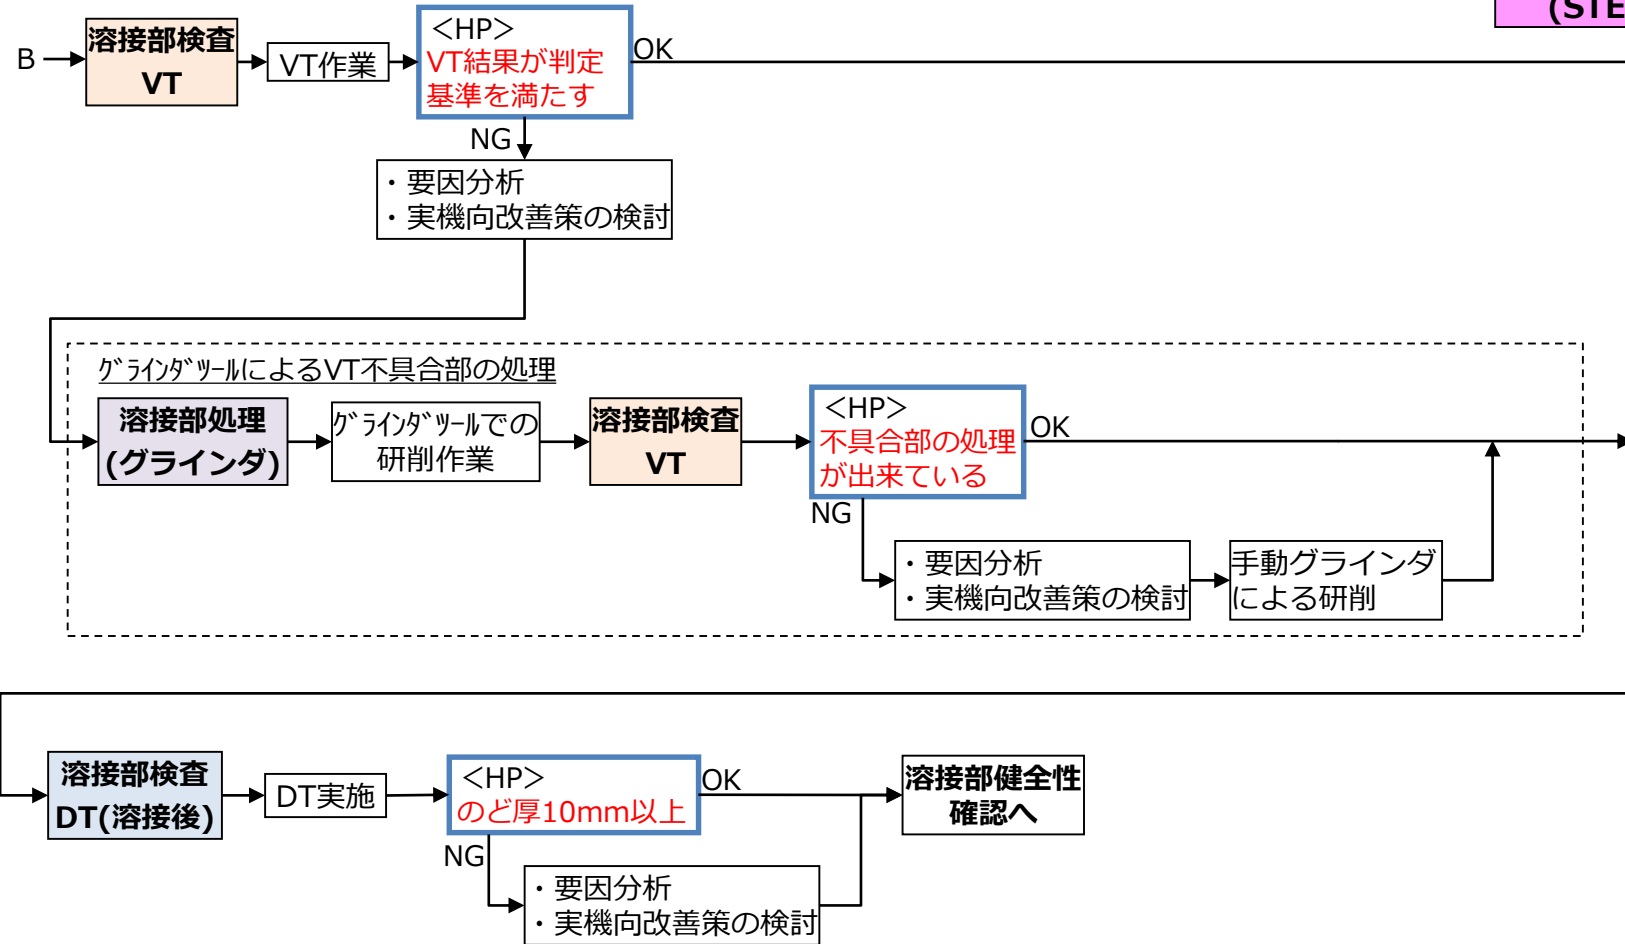 (STE
B
溶接部検査
VT
VT作業
<HP>
VT結果が判定
基準を満たす
OK
NG
・要因分析
・実機向改善策の検討
ｸﾞﾗｲﾝﾀﾞﾂｰﾙによるVT不具合部の処理
溶接部処理
(グラインダ)
ｸﾞﾗｲﾝﾀﾞﾂｰﾙでの
研削作業
溶接部検査
VT
<HP>
不具合部の処理
が出来ている
OK
NG
・要因分析
・実機向改善策の検討
手動グラインダ
による研削
溶接部検査
DT(溶接後)
DT実施
<HP>
のど厚10mm以上
OK
NG
・要因分析
・実機向改善策の検討
溶接部健全性
確認へ